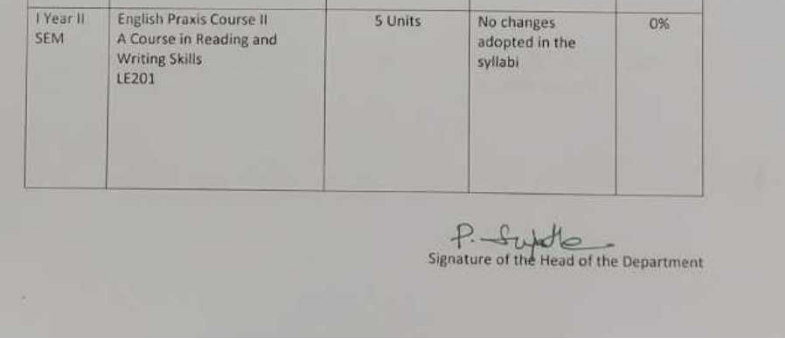 I Year II
SEM
English Praxis Course II
A Course in Reading and
Writing Skills
LE201
5 Units
No changes
adopted in the
syllabi
0%
P.
Signature of the Head of the Department